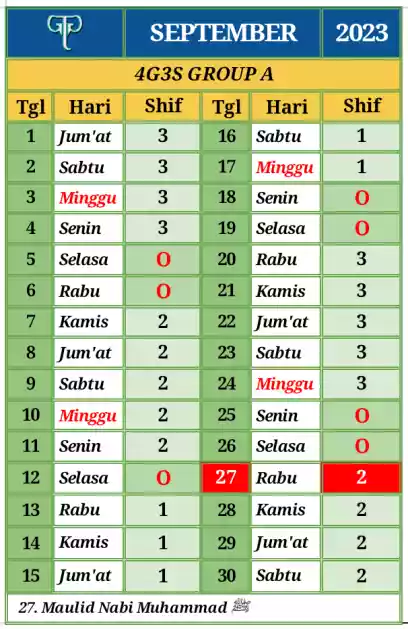 SEPTEMBER 2023
4G3S GROUP A
Tgl Hari Shif Tgl Hari Shif
1 Jum'at 3 16 Sabtu 1
2 Sabtu 3 17 Minggu 1
3 Minggu 3 18 Senin O
4 Senin 3 19 Selasa O
5 Selasa O 20 Rabu 3
6 Rabu O 21 Kamis 3
7 Kamis 2 22 Jum'at 3
8 Jum'at 2 23 Sabtu 3
9 Sabtu 2 24 Minggu 3
10 Minggu 2 25 Senin O
11 Senin 2 26 Selasa O
12 Selasa O 27 Rabu 2
13 Rabu 1 28 Kamis 2
14 Kamis 1 29 Jum'at 2
15 Jum'at 1 30 Sabtu 2
27. Maulid Nabi Muhammad ﷺ